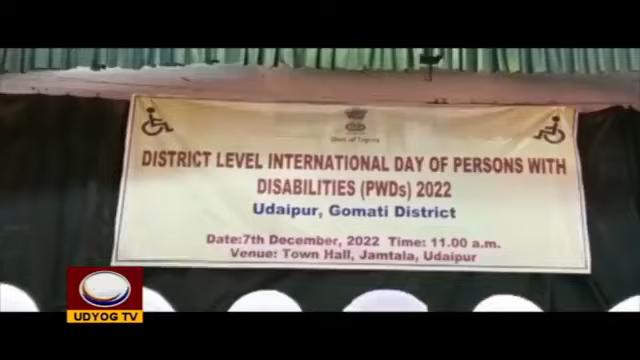 Govt. of Tripura
DISTRICT LEVEL INTERNATIONAL DAY OF PERSONS WITH
DISABILITIES (PWDs) 2022
Udaipur, Gomati District
Date:7th December, 2022 Time: 11.00 a.m.
Venue: Town Hall, Jamtala, Udaipur
UDYOG TV